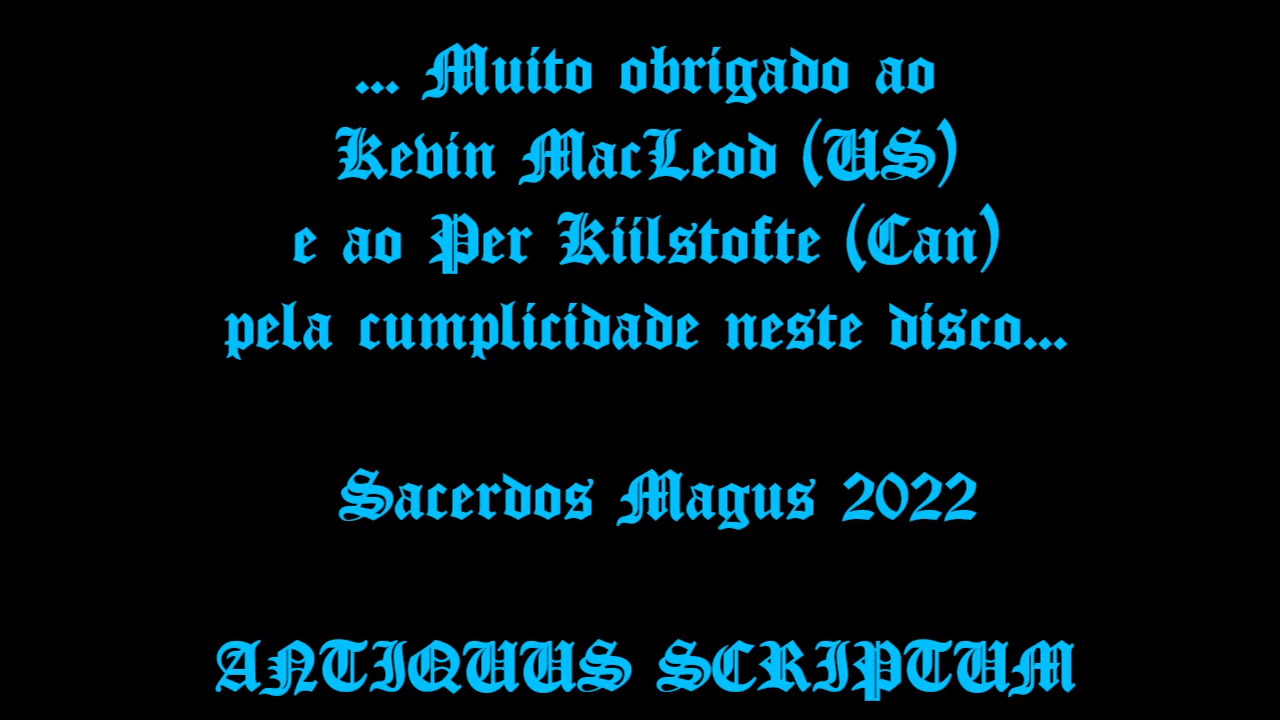 ... Muito obrigado ao
Kevin MacLeod (US)
e ao Per Kiilstofte (Can)
pela cumplicidade neste disco...
Sacerdos Magus 2022
ANTIQUUS SCRIPTUM